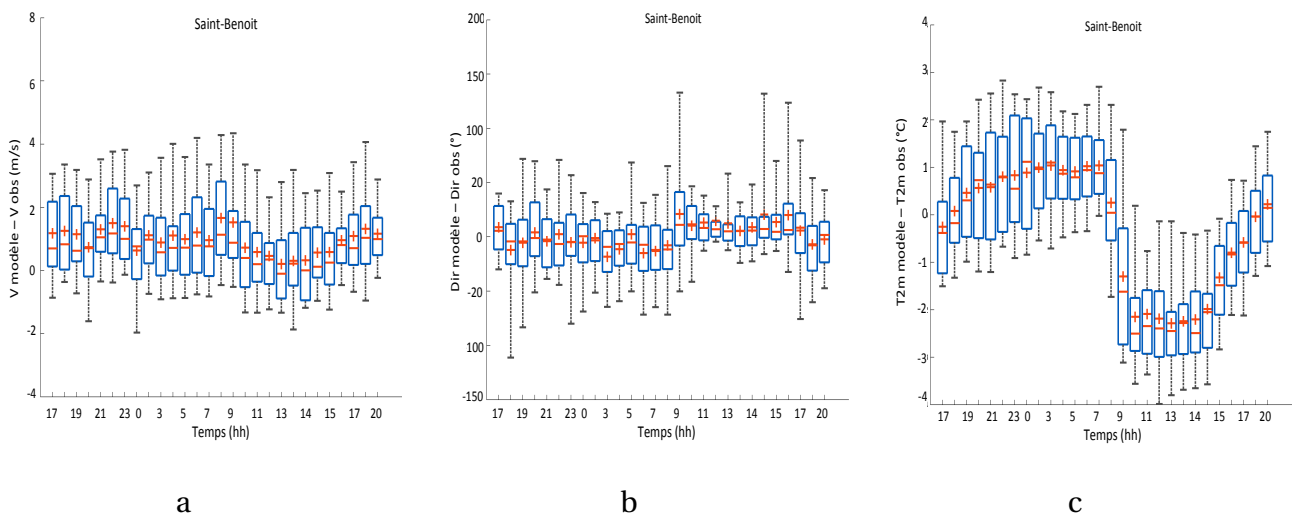 Saint-Benoit
V modèle – V obs (m/s)
8
6
4
2
0
-2
-4
17 19 21 23 0 3 5 7 9 11 13 14 15 17 20
Temps (hh)
a
Saint-Benoit
Dir modèle – Dir obs (°)
200
150
100
20
0
-20
100
-150
17 19 21 23 0 3 5 7 9 11 12 14 15 17 20
Temps (hh)
b
Saint-Benoit
T2m modèle – T2m obs (°C)
4
3
2
1
0
-1
-2
-3
-4
17 19 21 23 0 3 5 7 9 11 13 14 15 17 20
Temps (hh)
c